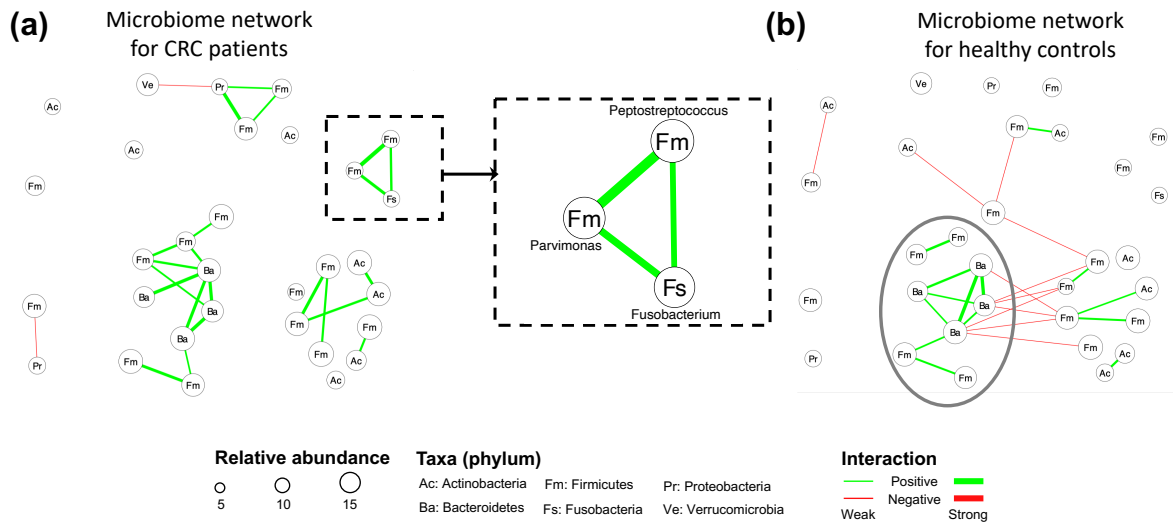 (a)
Microbiome network
for CRC patients
Ve
Pr
Fm
Fm
Ac
Ac
Ac
Fm
Fm
Fm
Fs
Peptostreptococcus
Fm
Fm
Parvimonas
Fs
Fusobacterium
Fm
Fm
Fm
Ba
Ba
Ba
Ba
Fm
Fm
Fm
Pr
Fm
Ac
Fm
Ac
Fm
Fm
Fm
Ac
Ac
(b)
Microbiome network
for healthy controls
Ve
Pr
Fm
Ac
Fm
Ac
Fm
Ac
Fm
Fm
Fs
Fm
Fm
Fm
Ba
Ba
Ba
Ba
Fm
Fm
Fm
Ac
Fm
Ac
Fm
Fm
Fm
Ac
Ac
Fm
Pr
Relative abundance
5 10 15
Taxa (phylum)
Ac: Actinobacteria Fm: Firmicutes Pr: Proteobacteria
Ba: Bacteroidetes Fs: Fusobacteria Ve: Verrucomicrobia
Interaction
Positive
Negative
Weak Strong